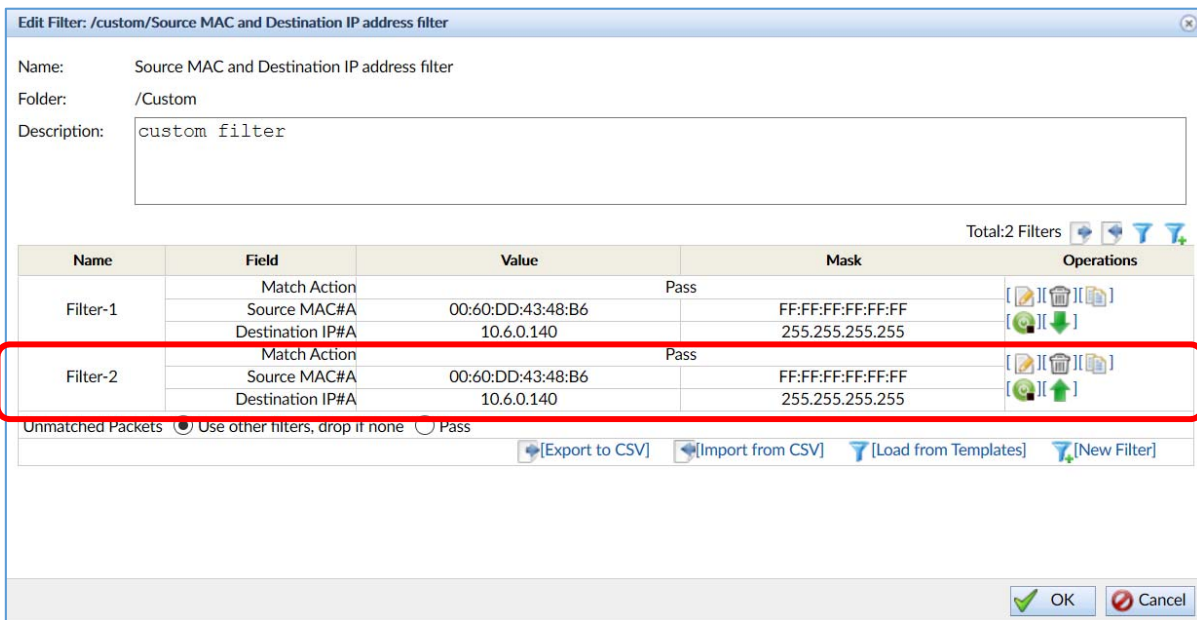 Edit Filter: /custom/Source MAC and Destination IP address filter
Name: Source MAC and Destination IP address filter
Folder: /Custom
Description: custom filter
Total:2 Filters
Name Field Value Mask Operations
Match Action Pass
Filter-1 Source MAC#A 00:60:DD:43:48:B6 FF:FF:FF:FF:FF:FF [ ][ ][ ]
Destination IP#A 10.6.0.140 255.255.255.255 [ ][ ]
Match Action Pass
Filter-2 Source MAC#A 00:60:DD:43:48:B6 FF:FF:FF:FF:FF:FF [ ][ ][ ]
Destination IP#A 10.6.0.140 255.255.255.255 [ ][ ]
Unmatched Packets Use other filters, drop if none Pass
[Export to CSV] [Import from CSV] [Load from Templates] [New Filter]
OK Cancel